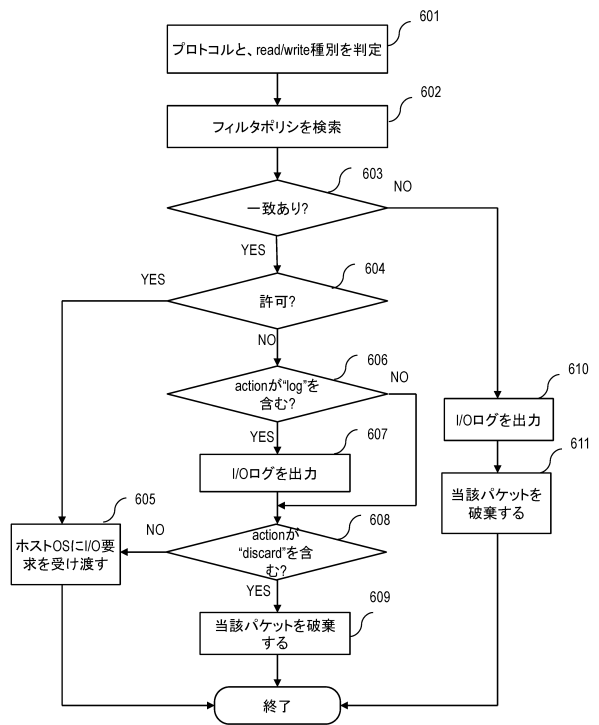 601
プロトコルと、read/write種別を判定
602
フィルタポリシを検索
603
一致あり?
NO
YES
604
許可?
YES
NO
606
actionが“log”を
含む?
NO
YES
607
I/Oログを出力
610
I/Oログを出力
611
当該パケットを
破棄する
605
ホストOSにI/O要
求を受け渡す
NO
608
actionが
“discard”を含
む?
YES
609
当該パケットを破棄
する
終了